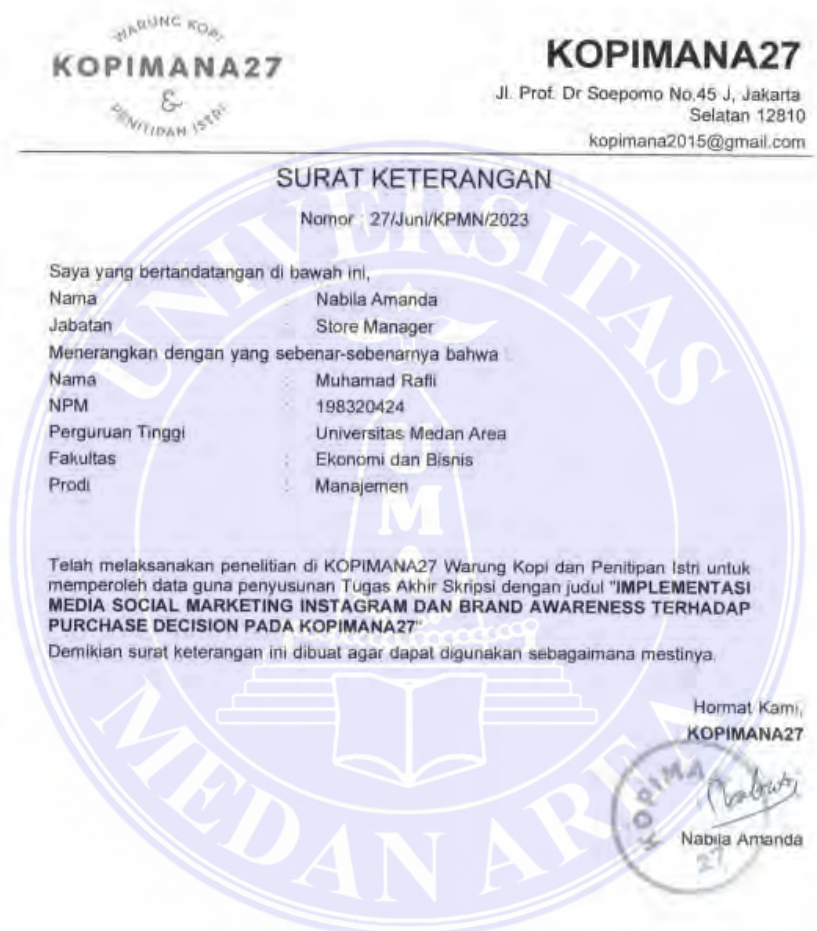 WARUNG KOPI
KOPIMANA27
&
PENITIPAN ISTRI
KOPIMANA27
Jl. Prof. Dr Soepomo No.45 J, Jakarta
Selatan 12810
kopimana2015@gmail.com
SURAT KETERANGAN
Nomor : 27/Juni/KPMN/2023
Saya yang bertandatangan di bawah ini,
Nama : Nabila Amanda
Jabatan : Store Manager
Menerangkan dengan yang sebenar-sebenarnya bahwa :
Nama : Muhamad Rafli
NPM : 198320424
Perguruan Tinggi Universitas Medan Area
Fakultas : Ekonomi dan Bisnis
Prodi : Manajemen
Telah melaksanakan penelitian di KOPIMANA27 Warung Kopi dan Penitipan Istri untuk
memperoleh data guna penyusunan Tugas Akhir Skripsi dengan judul "IMPLEMENTASI
MEDIA SOCIAL MARKETING INSTAGRAM DAN BRAND AWARENESS TERHADAP
PURCHASE DECISION PADA KOPIMANA27"
Demikian surat keterangan ini dibuat agar dapat digunakan sebagaimana mestinya.
Hormat Kami,
KOPIMANA27
KOPIMA
27
Nabila Amanda
UNIVERSITAS
UMA
MEDAN AREA